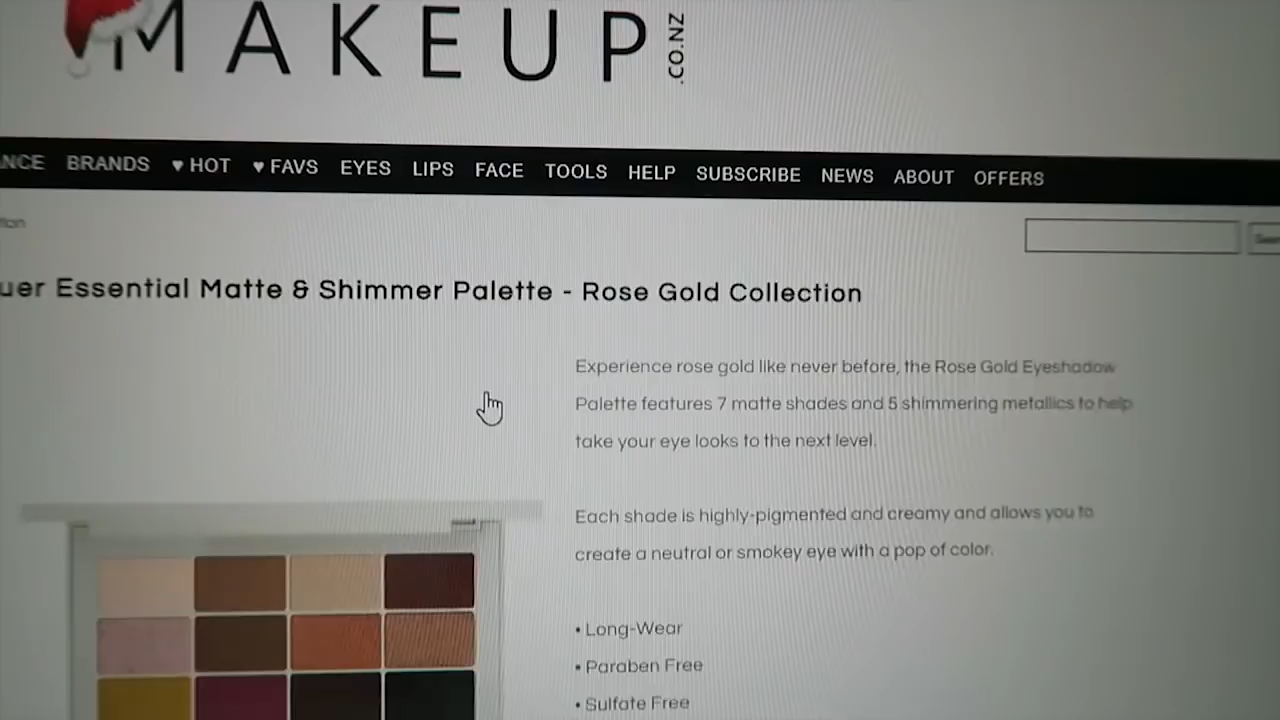 MAKEUP
.CO.NZ
NCE BRANDS ♥ HOT ♥ FAVS EYES LIPS FACE TOOLS HELP SUBSCRIBE NEWS ABOUT OFFERS
uer Essential Matte & Shimmer Palette - Rose Gold Collection
Experience rose gold like never before, the Rose Gold Eyeshadow
Palette features 7 matte shades and 5 shimmering metallics to help
take your eye looks to the next level.
Each shade is highly-pigmented and creamy and allows you to
create a neutral or smokey eye with a pop of color.
• Long-Wear
• Paraben Free
• Sulfate Free